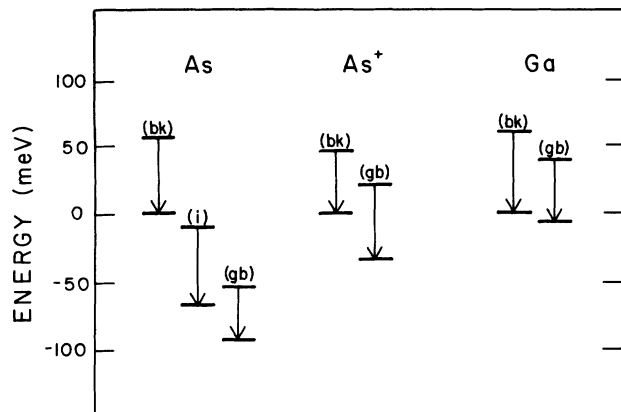 As As+ Ga
100
(bk) (bk) (bk)
50 (gb) (gb)
0
(i)
-50 (gb)
-100
ENERGY (meV)